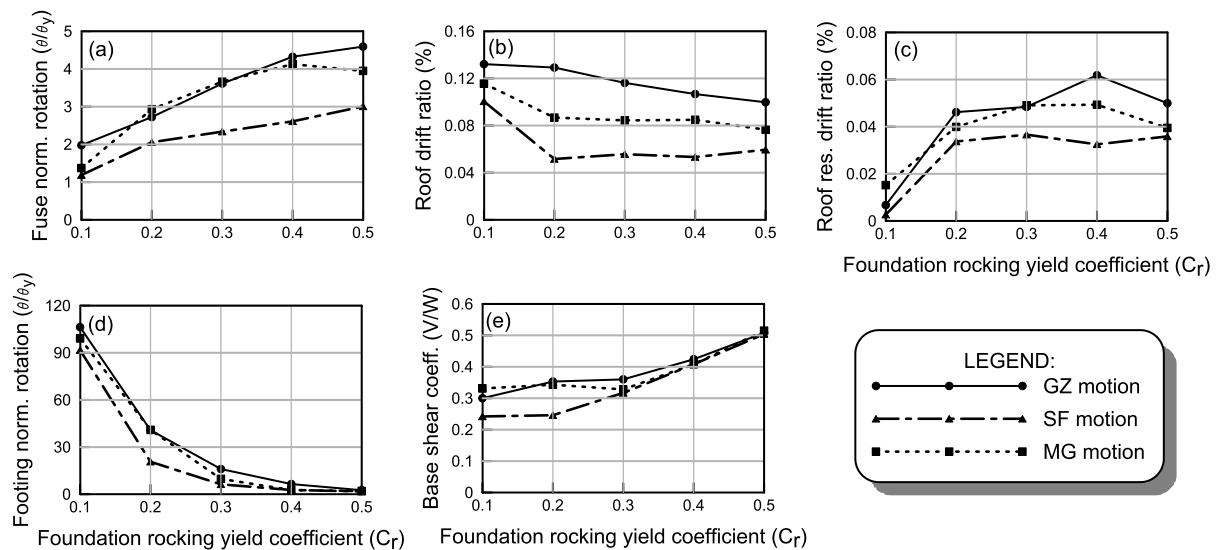 Fuse norm. rotation (θ/θy)
5
4
3
2
1
0
(a)
0.1 0.2 0.3 0.4 0.5
Roof drift ratio (%)
0.16
0.12
0.08
0.04
0
(b)
0.1 0.2 0.3 0.4 0.5
Roof res. drift ratio (%)
0.08
0.06
0.04
0.02
0
(c)
0.1 0.2 0.3 0.4 0.5
Foundation rocking yield coefficient (Cr)
Footing norm. rotation (θ/θy)
120
90
60
30
0
(d)
0.1 0.2 0.3 0.4 0.5
Foundation rocking yield coefficient (Cr)
Base shear coeff. (V/W)
0.6
0.5
0.4
0.3
0.2
0.1
0
(e)
0.1 0.2 0.3 0.4 0.5
Foundation rocking yield coefficient (Cr)
LEGEND:
GZ motion
SF motion
MG motion